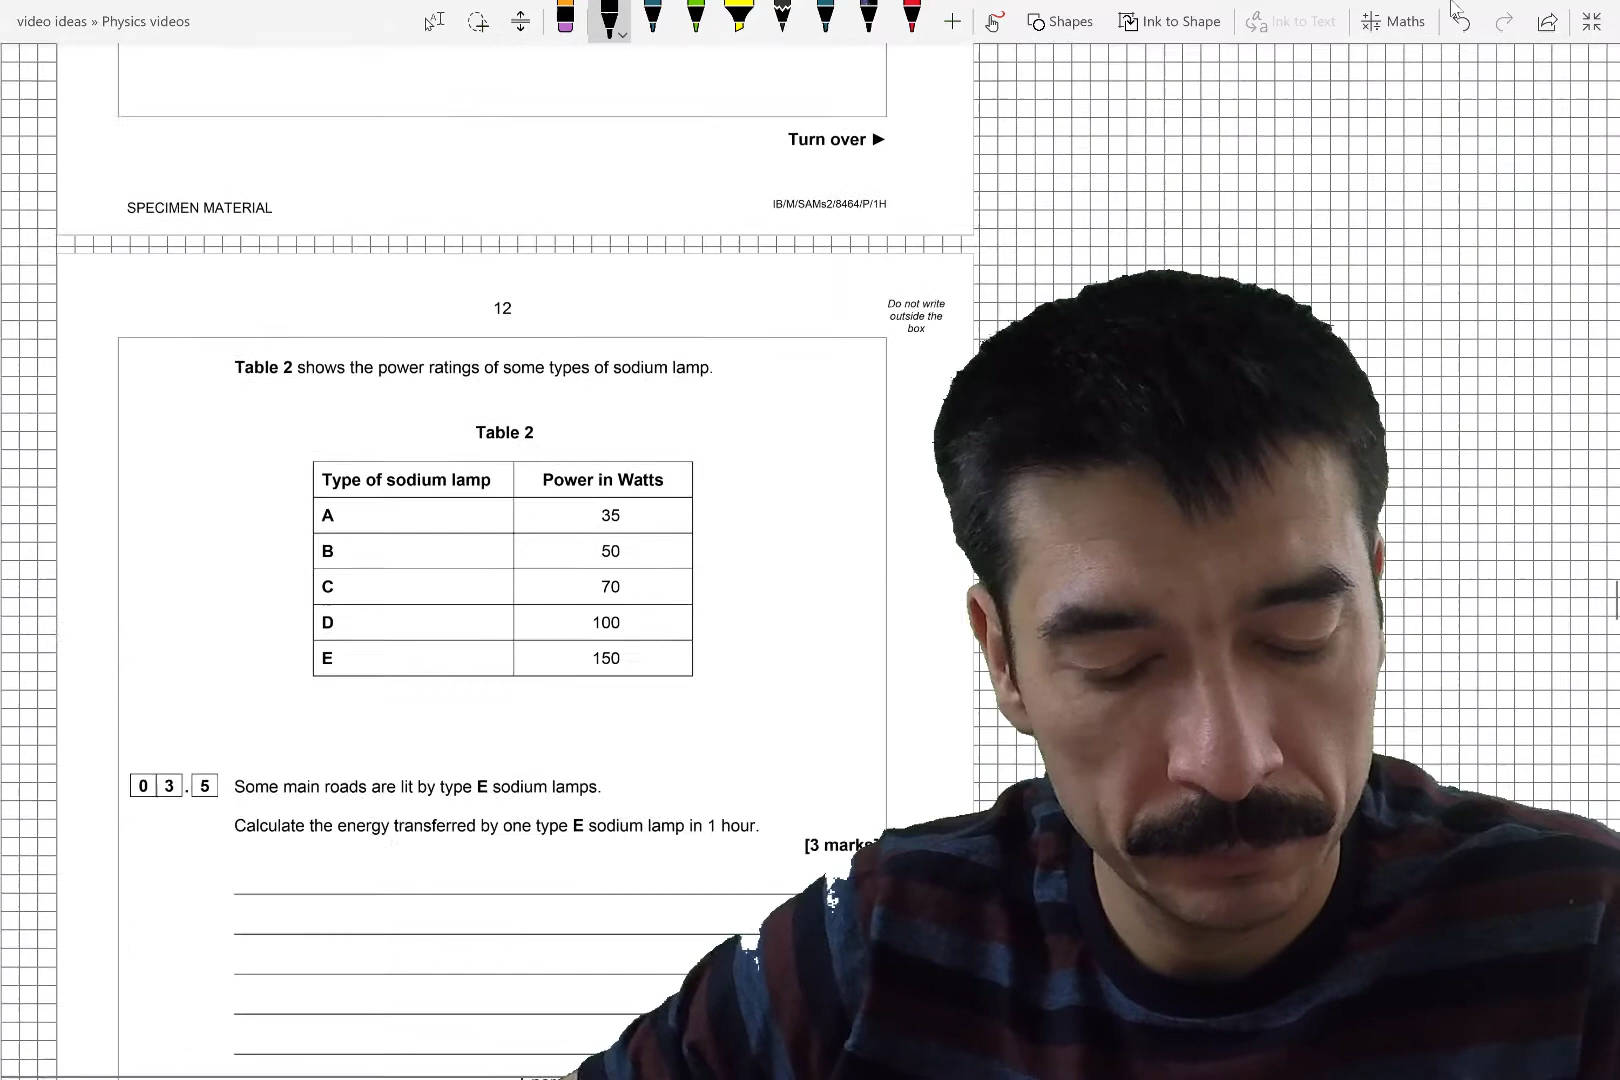 video ideas » Physics videos
Shapes
Ink to Shape
Ink to Text
Maths
Turn over ►
SPECIMEN MATERIAL
IB/M/SAMs2/8464/P/1H
12
Do not write
outside the
box
Table 2 shows the power ratings of some types of sodium lamp.
Table 2
Type of sodium lamp Power in Watts
A 35
B 50
C 70
D 100
E 150
0 3 . 5 Some main roads are lit by type E sodium lamps.
Calculate the energy transferred by one type E sodium lamp in 1 hour.
[3 marks]